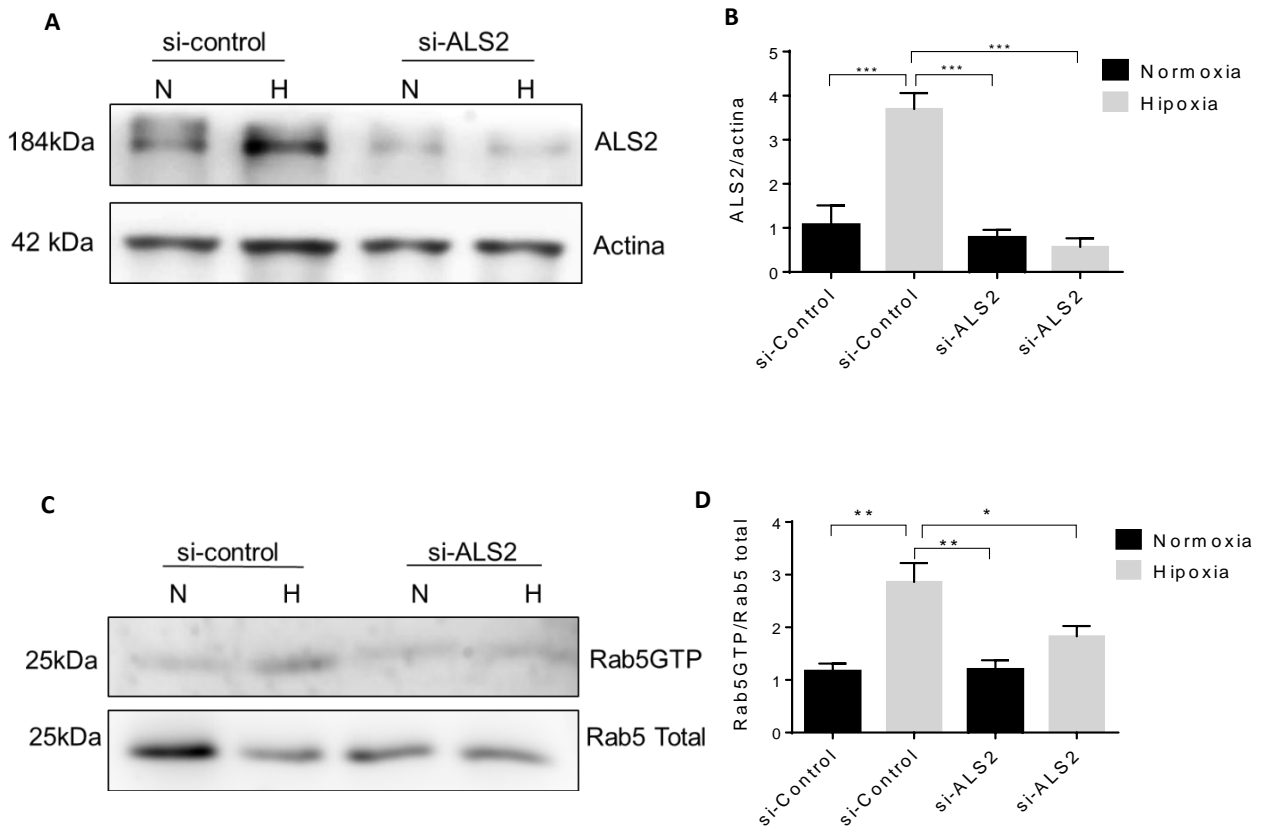 A
si-control si-ALS2
N H N H
184kDa ALS2
42 kDa Actina
B
*** *** ***
5
4
3
2
1
0
ALS2/actina
si-Control si-Control si-ALS2 si-ALS2
Normoxia
Hipoxia
C
si-control si-ALS2
N H N H
25kDa Rab5GTP
25kDa Rab5 Total
D
** ** *
4
3
2
1
0
Rab5GTP/Rab5 total
si-Control si-Control si-ALS2 si-ALS2
Normoxia
Hipoxia